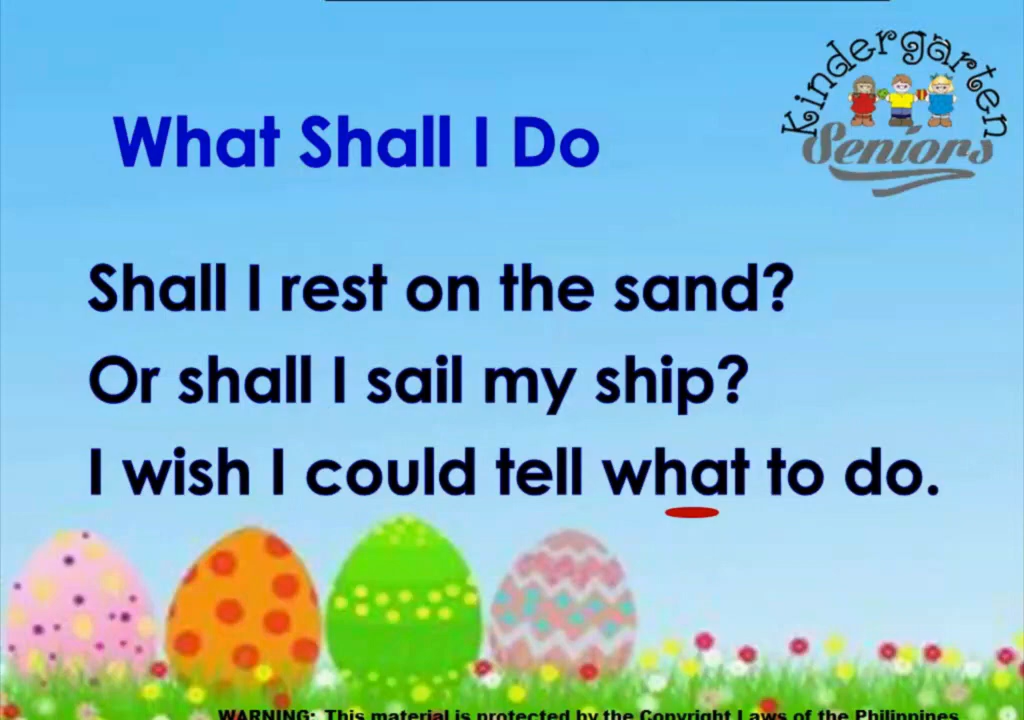 Kindergarten
Seniors
What Shall I Do
Shall I rest on the sand?
Or shall I sail my ship?
I wish I could tell what to do.
WARNING: This material is protected by the Copyright Laws of the Philippines